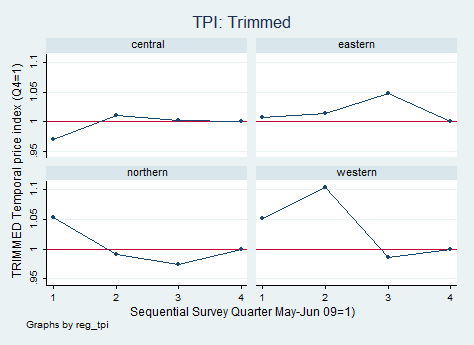 TPI: Trimmed
central
eastern
1.1
1.05
1
.95
northern
western
1.1
1.05
1
.95
1 2 3 4
1 2 3 4
TRIMMED Temporal price index (Q4=1)
Sequential Survey Quarter May-Jun 09=1)
Graphs by reg_tpi